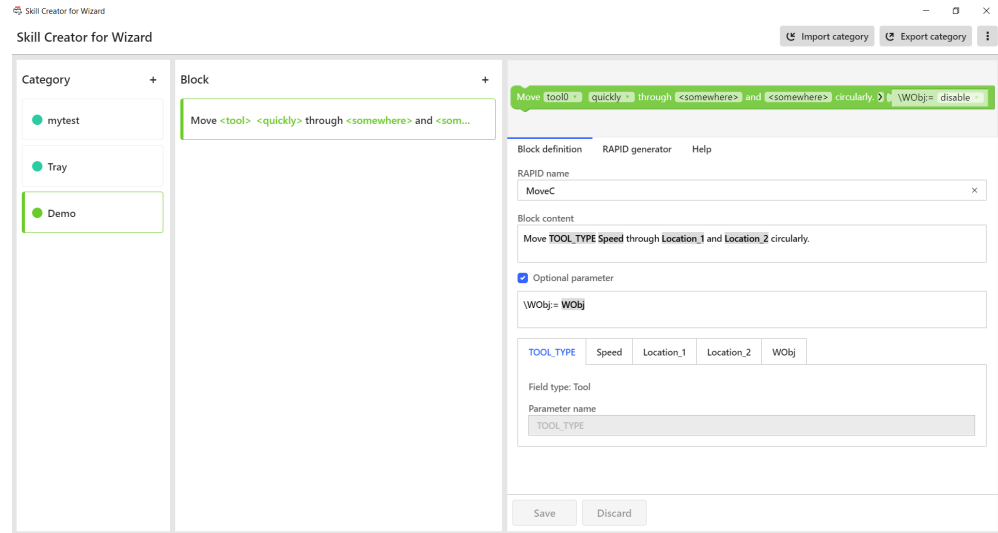 Skill Creator for Wizard
Skill Creator for Wizard
Import category
Export category
Category +
Block +
mytest
Tray
Demo
Move <tool> <quickly> through <somewhere> and <som...
Move tool0 quickly through <somewhere> and <somewhere> circularly. \WObj:= disable
Block definition RAPID generator Help
RAPID name
MoveC
Block content
Move TOOL_TYPE Speed through Location_1 and Location_2 circularly.
Optional parameter
\WObj:= WObj
TOOL_TYPE Speed Location_1 Location_2 WObj
Field type: Tool
Parameter name
TOOL_TYPE
Save Discard